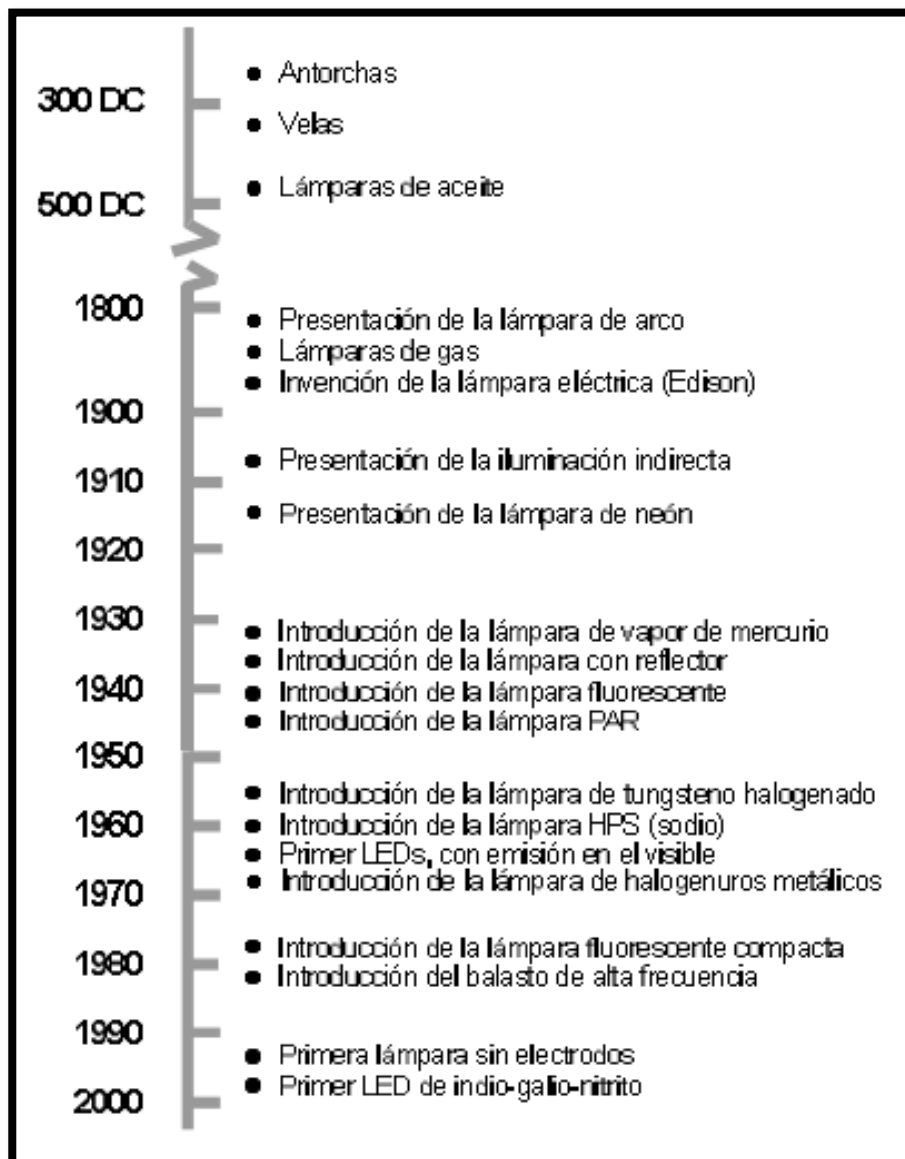 • Antorchas
300 DC
• Velas
• Lámparas de aceite
500 DC
1800
• Presentación de la lámpara de arco
• Lámparas de gas
• Invención de la lámpara eléctrica (Edison)
1900
• Presentación de la iluminación indirecta
1910
• Presentación de la lámpara de neón
1920
1930
• Introducción de la lámpara de vapor de mercurio
• Introducción de la lámpara con reflector
1940
• Introducción de la lámpara fluorescente
• Introducción de la lámpara PAR
1950
• Introducción de la lámpara de tungsteno halogenado
1960
• Introducción de la lámpara HPS (sodio)
• Primer LEDs, con emisión en el visible
• Introducción de la lámpara de halogenuros metálicos
1970
• Introducción de la lámpara fluorescente compacta
1980
• Introducción del balasto de alta frecuencia
1990
• Primera lámpara sin electrodos
• Primer LED de indio-galio-nitrito
2000